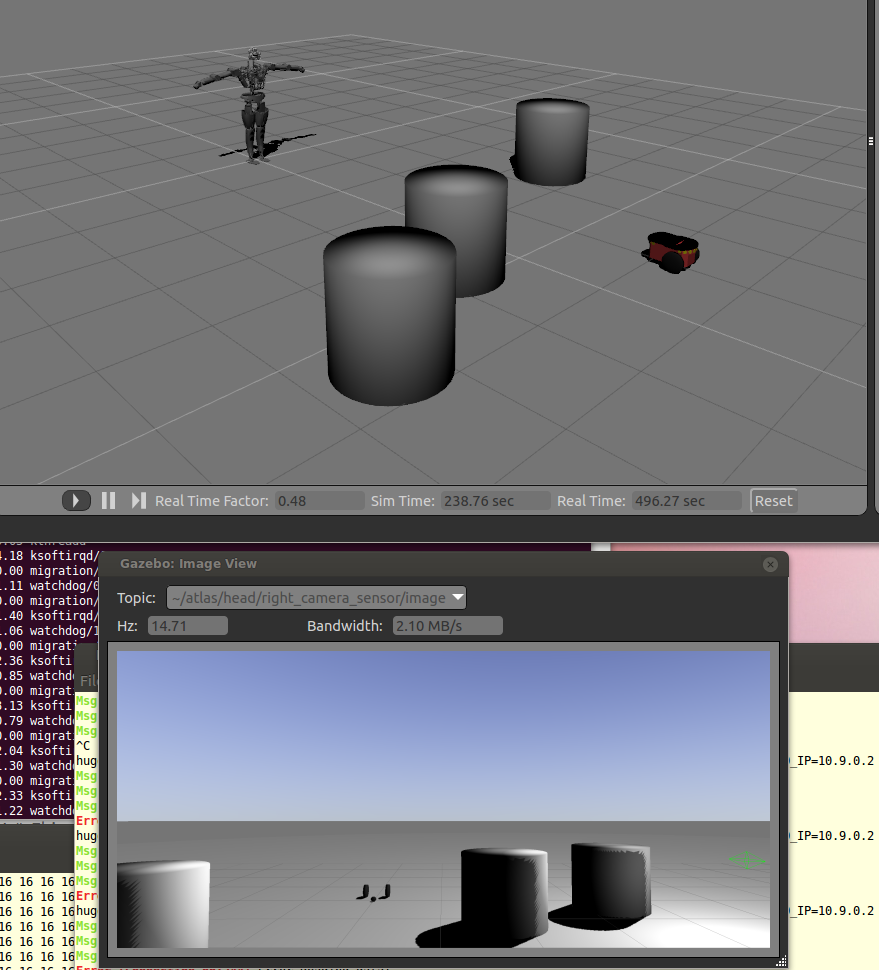 Real Time Factor: 0.48 Sim Time: 238.76 sec Real Time: 496.27 sec Reset
.18 ksoftirqd/
Gazebo: Image View
.00 migration/
.11 watchdog/0
Topic: ~/atlas/head/right_camera_sensor/image
.00 migration/
.40 ksoftirqd/
Hz: 14.71 Bandwidth: 2.10 MB/s
.06 watchdog/1
.00 migrati
.36 ksofti
.85 watchd
.00 migrat
.13 ksofti
.79 watchd
.00 migrat
.04 ksofti
.30 watchd
.00 migrat
.33 ksofti
.22 watchd
Msg
Msg
Msg
^C
hug _IP=10.9.0.2
Msg
Msg
Msg
Err
hug _IP=10.9.0.2
Msg
Msg
Msg
16 16 16 16
Err
16 16 16 16
hug _IP=10.9.0.2
16 16 16 16
Msg
16 16 16 16
Msg
16 16 16 16
Msg
16 16 16 16